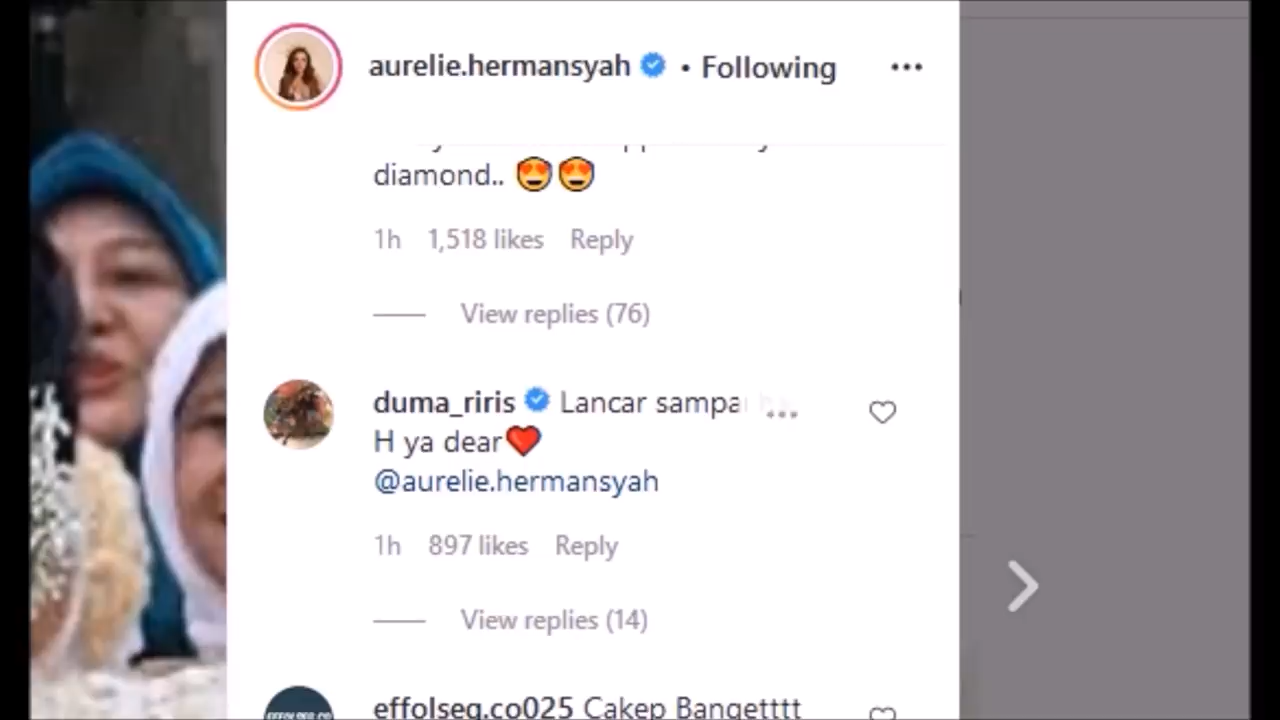 aurelie.hermansyah • Following
diamond.. 😍😍
1h 1,518 likes Reply
View replies (76)
duma_riris Lancar sampai
H ya dear❤️
@aurelie.hermansyah
1h 897 likes Reply
View replies (14)
effolseg.co025 Cakep Bangetttt